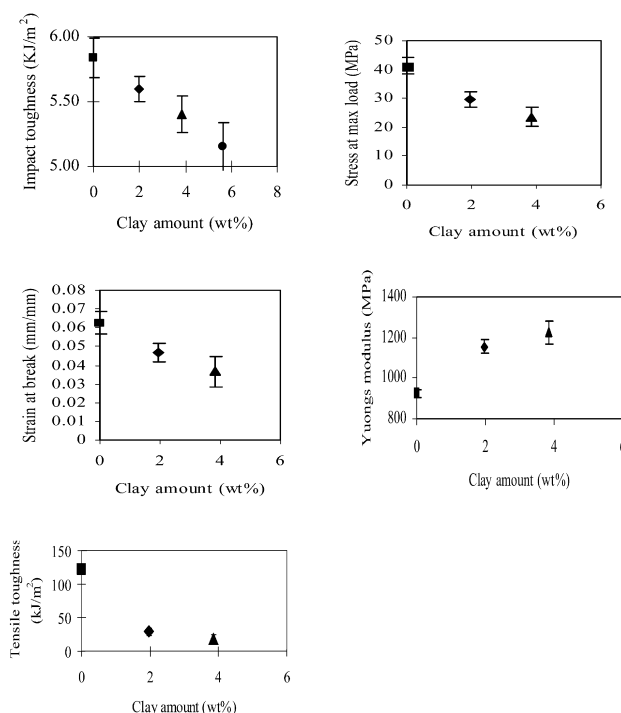 Impact toughness (KJ/m²)
6.00
5.50
5.00
0 2 4 6 8
Clay amount (wt%)
Stress at max load (MPa)
50
40
30
20
10
0
0 2 4 6
Clay amount (wt%)
Strain at break (mm/mm)
0.08
0.07
0.06
0.05
0.04
0.03
0.02
0.01
0
0 2 4 6
Clay amount (wt%)
Yuongs modulus (MPa)
1400
1200
1000
800
0 2 4 6
Clay amount (wt%)
Tensile toughness
(kJ/m²)
150
100
50
0
0 2 4 6
Clay amount (wt%)